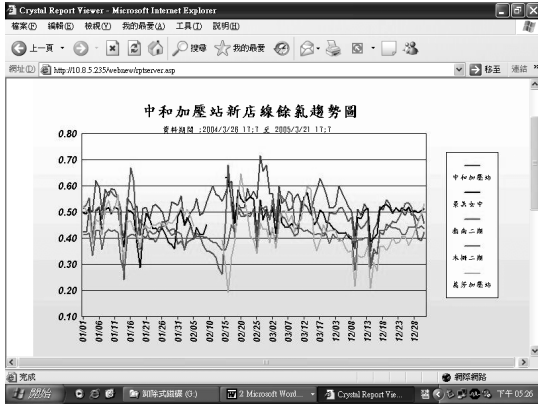 Crystal Report Viewer - Microsoft Internet Explorer
檔案(F) 編輯(E) 檢視(V) 我的最愛(A) 工具(T) 說明(H)
上一頁 搜尋 我的最愛
網址(D) http://10.8.5.235/webnew/rptserver.asp 移至 連結 »
中和加壓站新店線餘氯趨勢圖
資料期間 :2004/3/26 17:7 至 2005/3/21 17:7
0.80
0.70
0.60
0.50
0.40
0.30
0.20
0.10
01/01 01/06 01/11 01/16 01/21 01/26 01/31 02/05 02/10 02/15 02/20 02/25 03/02 03/07 03/12 03/17 12/03 12/08 12/13 12/18 12/23 12/28
中和加壓站
景美女中
指南二期
木柵二期
萬芳加壓站
完成 網際網路
開始 卸除式磁碟 (G:) 2 Microsoft Word... Crystal Report Vie... 下午 05:26